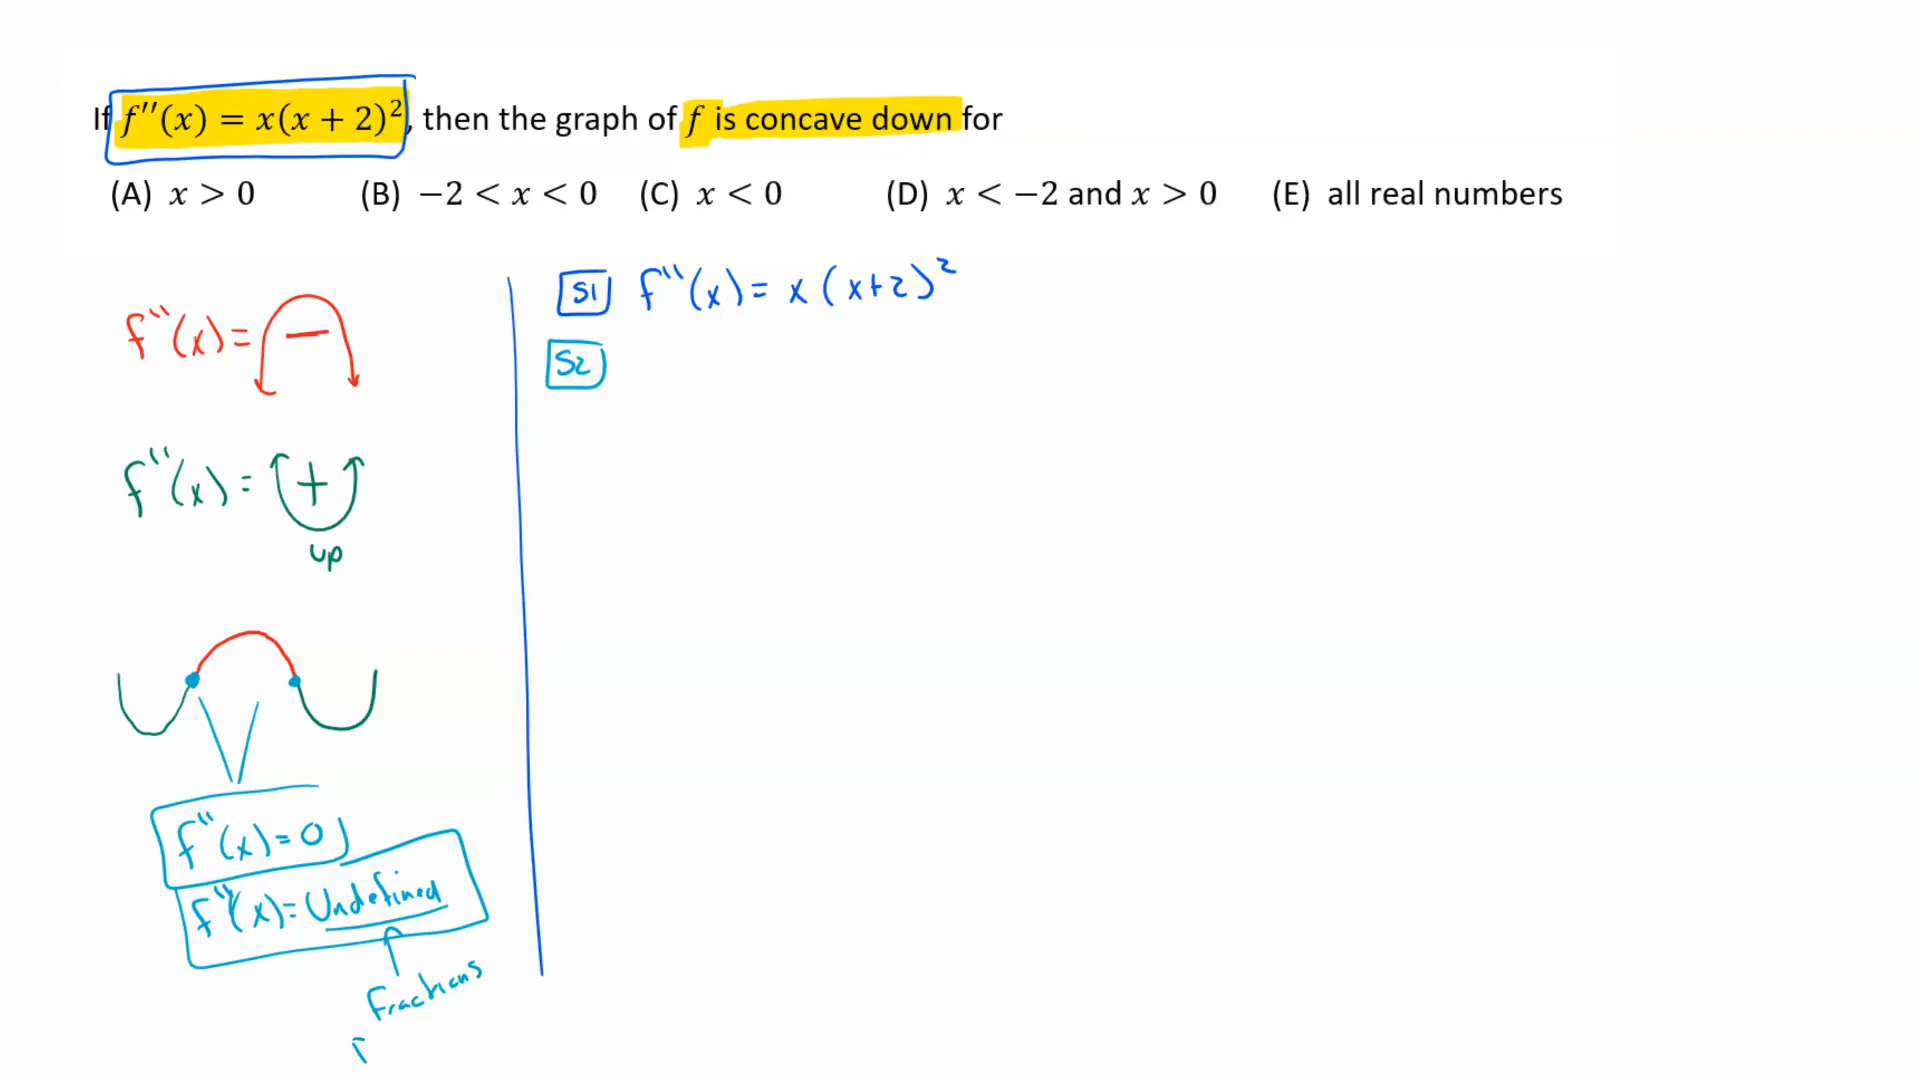 If f′′(x) = x(x + 2)², then the graph of f is concave down for
(A) x > 0 (B) −2 < x < 0 (C) x < 0 (D) x < −2 and x > 0 (E) all real numbers
f''(x) = −
f''(x) = +
up
f''(x) = 0
f''(x) = Undefined
Fractions
S1 f''(x) = x(x+2)²
S2